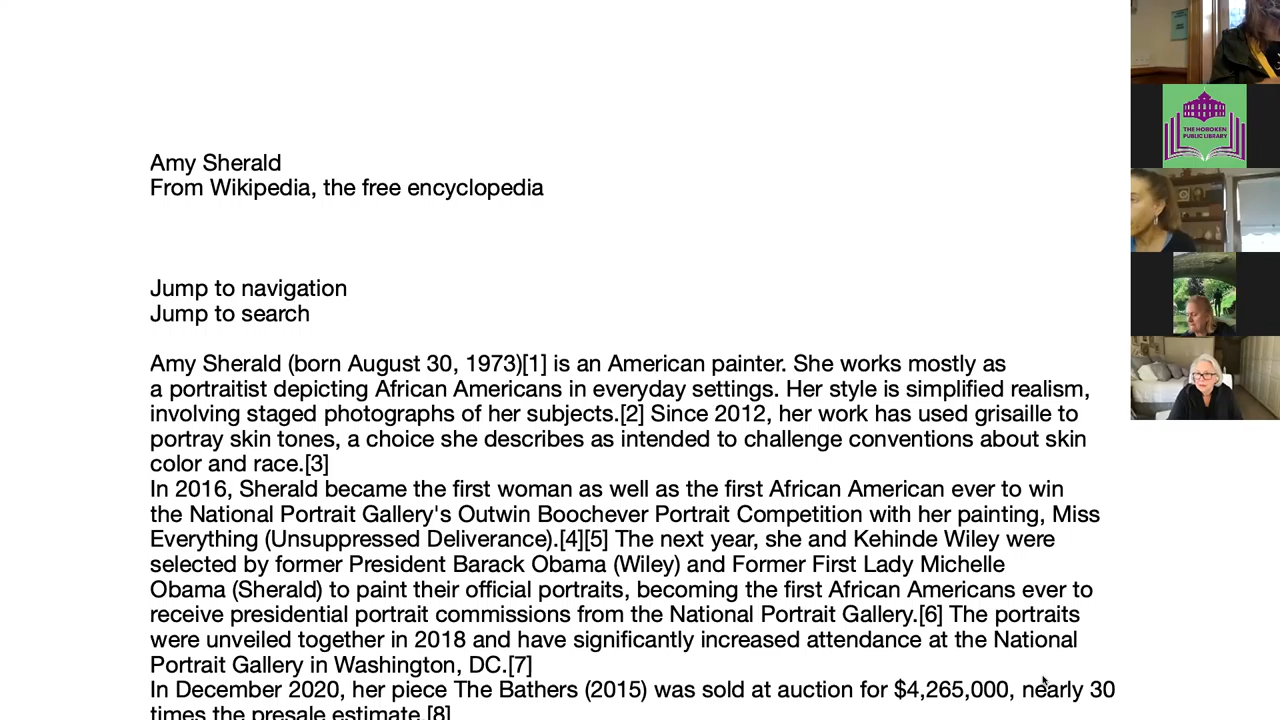 Amy Sherald
From Wikipedia, the free encyclopedia
Jump to navigation
Jump to search
Amy Sherald (born August 30, 1973)[1] is an American painter. She works mostly as
a portraitist depicting African Americans in everyday settings. Her style is simplified realism,
involving staged photographs of her subjects.[2] Since 2012, her work has used grisaille to
portray skin tones, a choice she describes as intended to challenge conventions about skin
color and race.[3]
In 2016, Sherald became the first woman as well as the first African American ever to win
the National Portrait Gallery's Outwin Boochever Portrait Competition with her painting, Miss
Everything (Unsuppressed Deliverance).[4][5] The next year, she and Kehinde Wiley were
selected by former President Barack Obama (Wiley) and Former First Lady Michelle
Obama (Sherald) to paint their official portraits, becoming the first African Americans ever to
receive presidential portrait commissions from the National Portrait Gallery.[6] The portraits
were unveiled together in 2018 and have significantly increased attendance at the National
Portrait Gallery in Washington, DC.[7]
In December 2020, her piece The Bathers (2015) was sold at auction for $4,265,000, nearly 30
times the presale estimate.[8]
THE HOBOKEN
PUBLIC LIBRARY